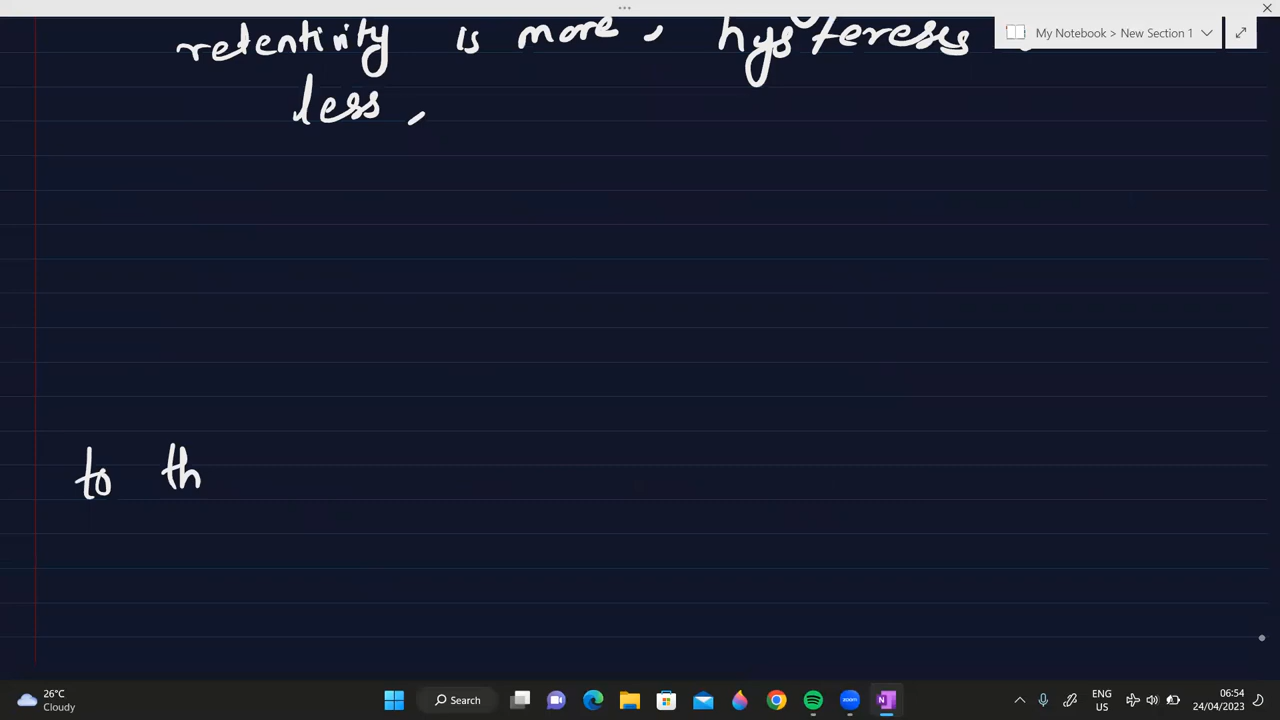 My Notebook > New Section 1
retentivity is more, hysteresis
less,
to th
26°C
Cloudy
Search
zoom
ENG
US
06:54
24/04/2023